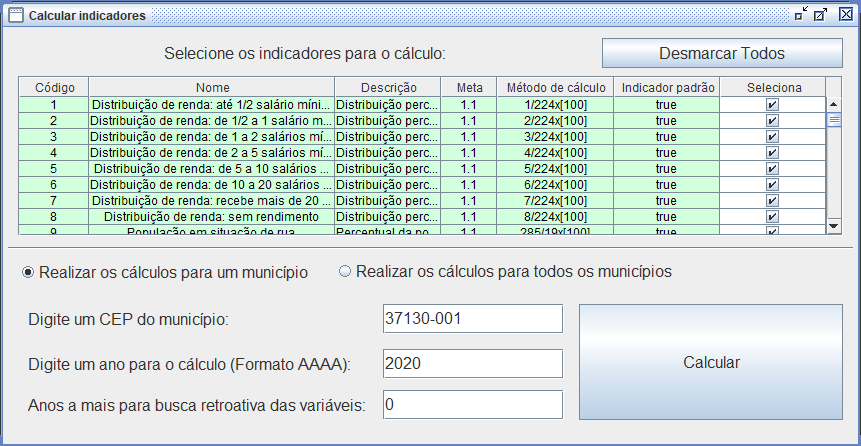 Calcular indicadores
Selecione os indicadores para o cálculo:
Desmarcar Todos
Código Nome Descrição Meta Método de cálculo Indicador padrão Seleciona
1 Distribuição de renda: até 1/2 salário míni... Distribuição perc... 1.1 1/224x[100] true
2 Distribuição de renda: de 1/2 a 1 salário m... Distribuição perc... 1.1 2/224x[100] true
3 Distribuição de renda: de 1 a 2 salários mí... Distribuição perc... 1.1 3/224x[100] true
4 Distribuição de renda: de 2 a 5 salários mí... Distribuição perc... 1.1 4/224x[100] true
5 Distribuição de renda: de 5 a 10 salários ... Distribuição perc... 1.1 5/224x[100] true
6 Distribuição de renda: de 10 a 20 salários ... Distribuição perc... 1.1 6/224x[100] true
7 Distribuição de renda: recebe mais de 20 ... Distribuição perc... 1.1 7/224x[100] true
8 Distribuição de renda: sem rendimento Distribuição perc... 1.1 8/224x[100] true
9 População em situação de rua Percentual da po... 1.1 285/19x[100] true
Realizar os cálculos para um município
Realizar os cálculos para todos os municípios
Digite um CEP do município: 37130-001
Digite um ano para o cálculo (Formato AAAA): 2020
Anos a mais para busca retroativa das variáveis: 0
Calcular